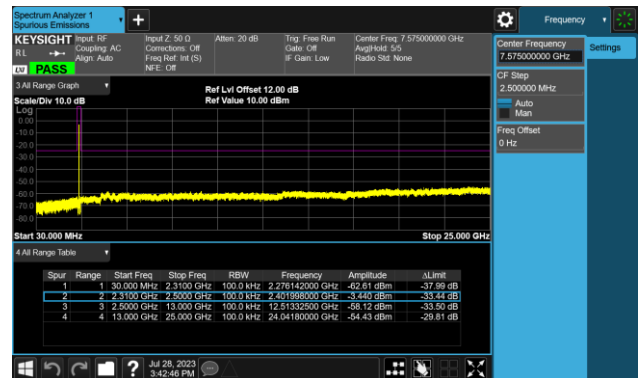 Spectrum Analyzer 1
Spurious Emissions
Frequency
KEYSIGHT Input: RF Input Z: 50 Ω Atten: 20 dB Trig: Free Run Center Freq: 7.575000000 GHz
RL Coupling: AC Corrections: Off Gate: Off Avg|Hold: 5/5
Align: Auto Freq Ref: Int (S) IF Gain: Low Radio Std: None
NFE: Off
PASS
Center Frequency
7.575000000 GHz
Settings
CF Step
2.500000 MHz
Auto
Man
Freq Offset
0 Hz
3 All Range Graph
Ref Lvl Offset 12.00 dB
Scale/Div 10.0 dB Ref Value 10.00 dBm
Log
0.00
-10.0
-20.0
-30.0
-40.0
-50.0
-60.0
-70.0
-80.0
Start 30.000 MHz Stop 25.000 GHz
4 All Range Table
Spur Range Start Freq Stop Freq RBW Frequency Amplitude ΔLimit
1 1 30.000 MHz 2.3100 GHz 100.0 kHz 2.276142000 GHz -62.61 dBm -37.99 dB
2 2 2.3100 GHz 2.5000 GHz 100.0 kHz 2.401998000 GHz -3.440 dBm -33.44 dB
3 3 2.5000 GHz 13.000 GHz 100.0 kHz 12.51332500 GHz -58.12 dBm -33.50 dB
4 4 13.000 GHz 25.000 GHz 100.0 kHz 24.04180000 GHz -54.43 dBm -29.81 dB
Jul 28, 2023
3:42:46 PM